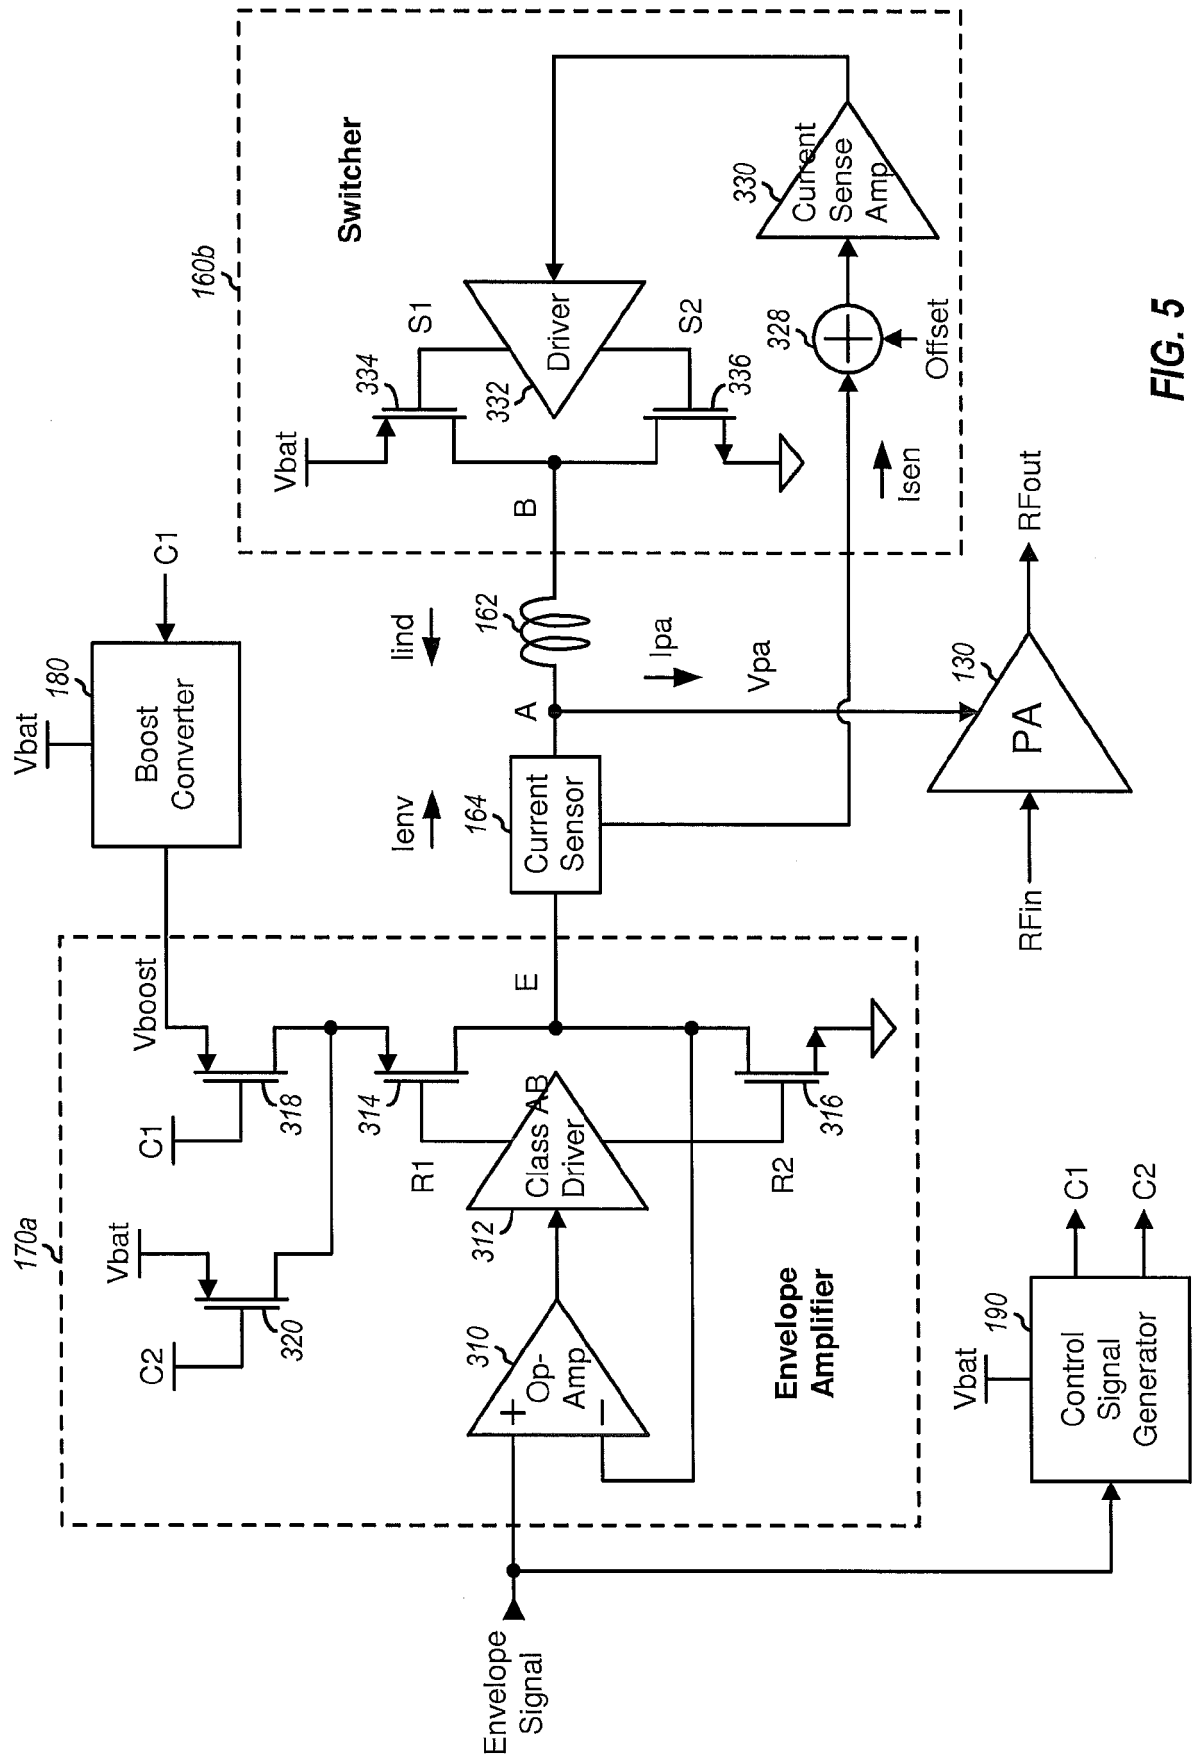 Vbat
180
Boost
Converter
C1
160b
Switcher
Vbat
334
S1
Driver
332
B
S2
336
330
Current
Sense
Amp
328
Offset
Isen
Iind
162
Ienv
A
Ipa
Vpa
164
Current
Sensor
130
PA
RFin
RFout
170a
Vboost
C1
318
Vbat
C2
320
314
R1
E
Class AB
Driver
312
R2
316
310
Op-
Amp
+
−
Envelope
Amplifier
Envelope
Signal
Vbat
190
Control
Signal
Generator
C1
C2
FIG. 5